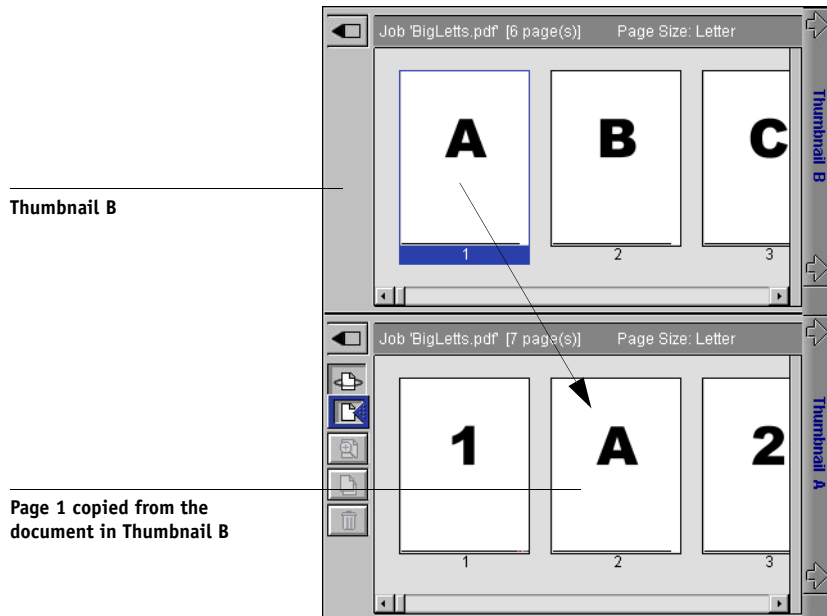 Job 'BigLetts.pdf' [6 page(s)] Page Size: Letter
A B C
1 2 3
Thumbnail B
Thumbnail B
Job 'BigLetts.pdf' [7 page(s)] Page Size: Letter
1 A 2
1 2 3
Thumbnail A
Page 1 copied from the
document in Thumbnail B